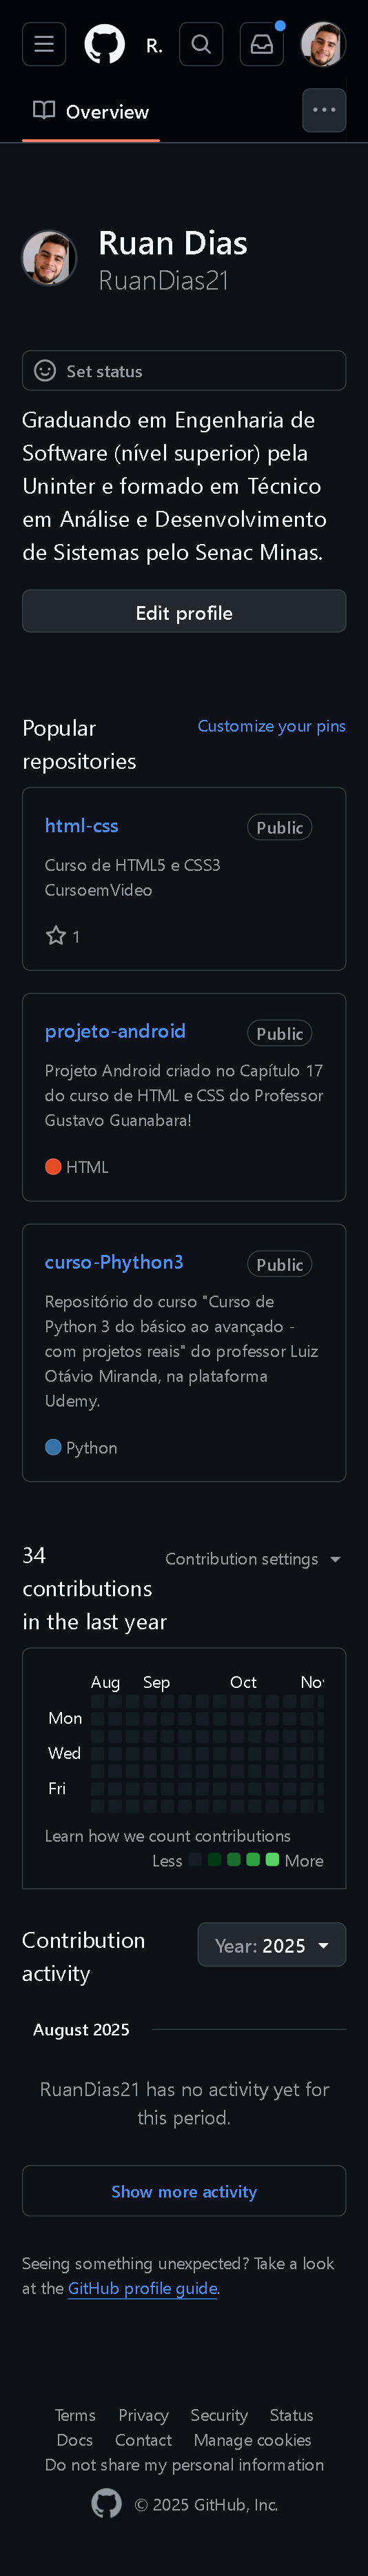 R.
Overview
Ruan Dias
RuanDias21
Set status
Graduando em Engenharia de
Software (nível superior) pela
Uninter e formado em Técnico
em Análise e Desenvolvimento
de Sistemas pelo Senac Minas.
Edit profile
Popular
repositories
Customize your pins
html-css
Public
Curso de HTML5 e CSS3
CursoemVideo
1
projeto-android
Public
Projeto Android criado no Capítulo 17
do curso de HTML e CSS do Professor
Gustavo Guanabara!
HTML
curso-Phython3
Public
Repositório do curso "Curso de
Python 3 do básico ao avançado -
com projetos reais" do professor Luiz
Otávio Miranda, na plataforma
Udemy.
Python
34
contributions
in the last year
Contribution settings
Aug Sep Oct Nov
Mon
Wed
Fri
Learn how we count contributions
Less More
Contribution
activity
Year: 2025
August 2025
RuanDias21 has no activity yet for
this period.
Show more activity
Seeing something unexpected? Take a look
at the GitHub profile guide.
Terms Privacy Security Status
Docs Contact Manage cookies
Do not share my personal information
© 2025 GitHub, Inc.